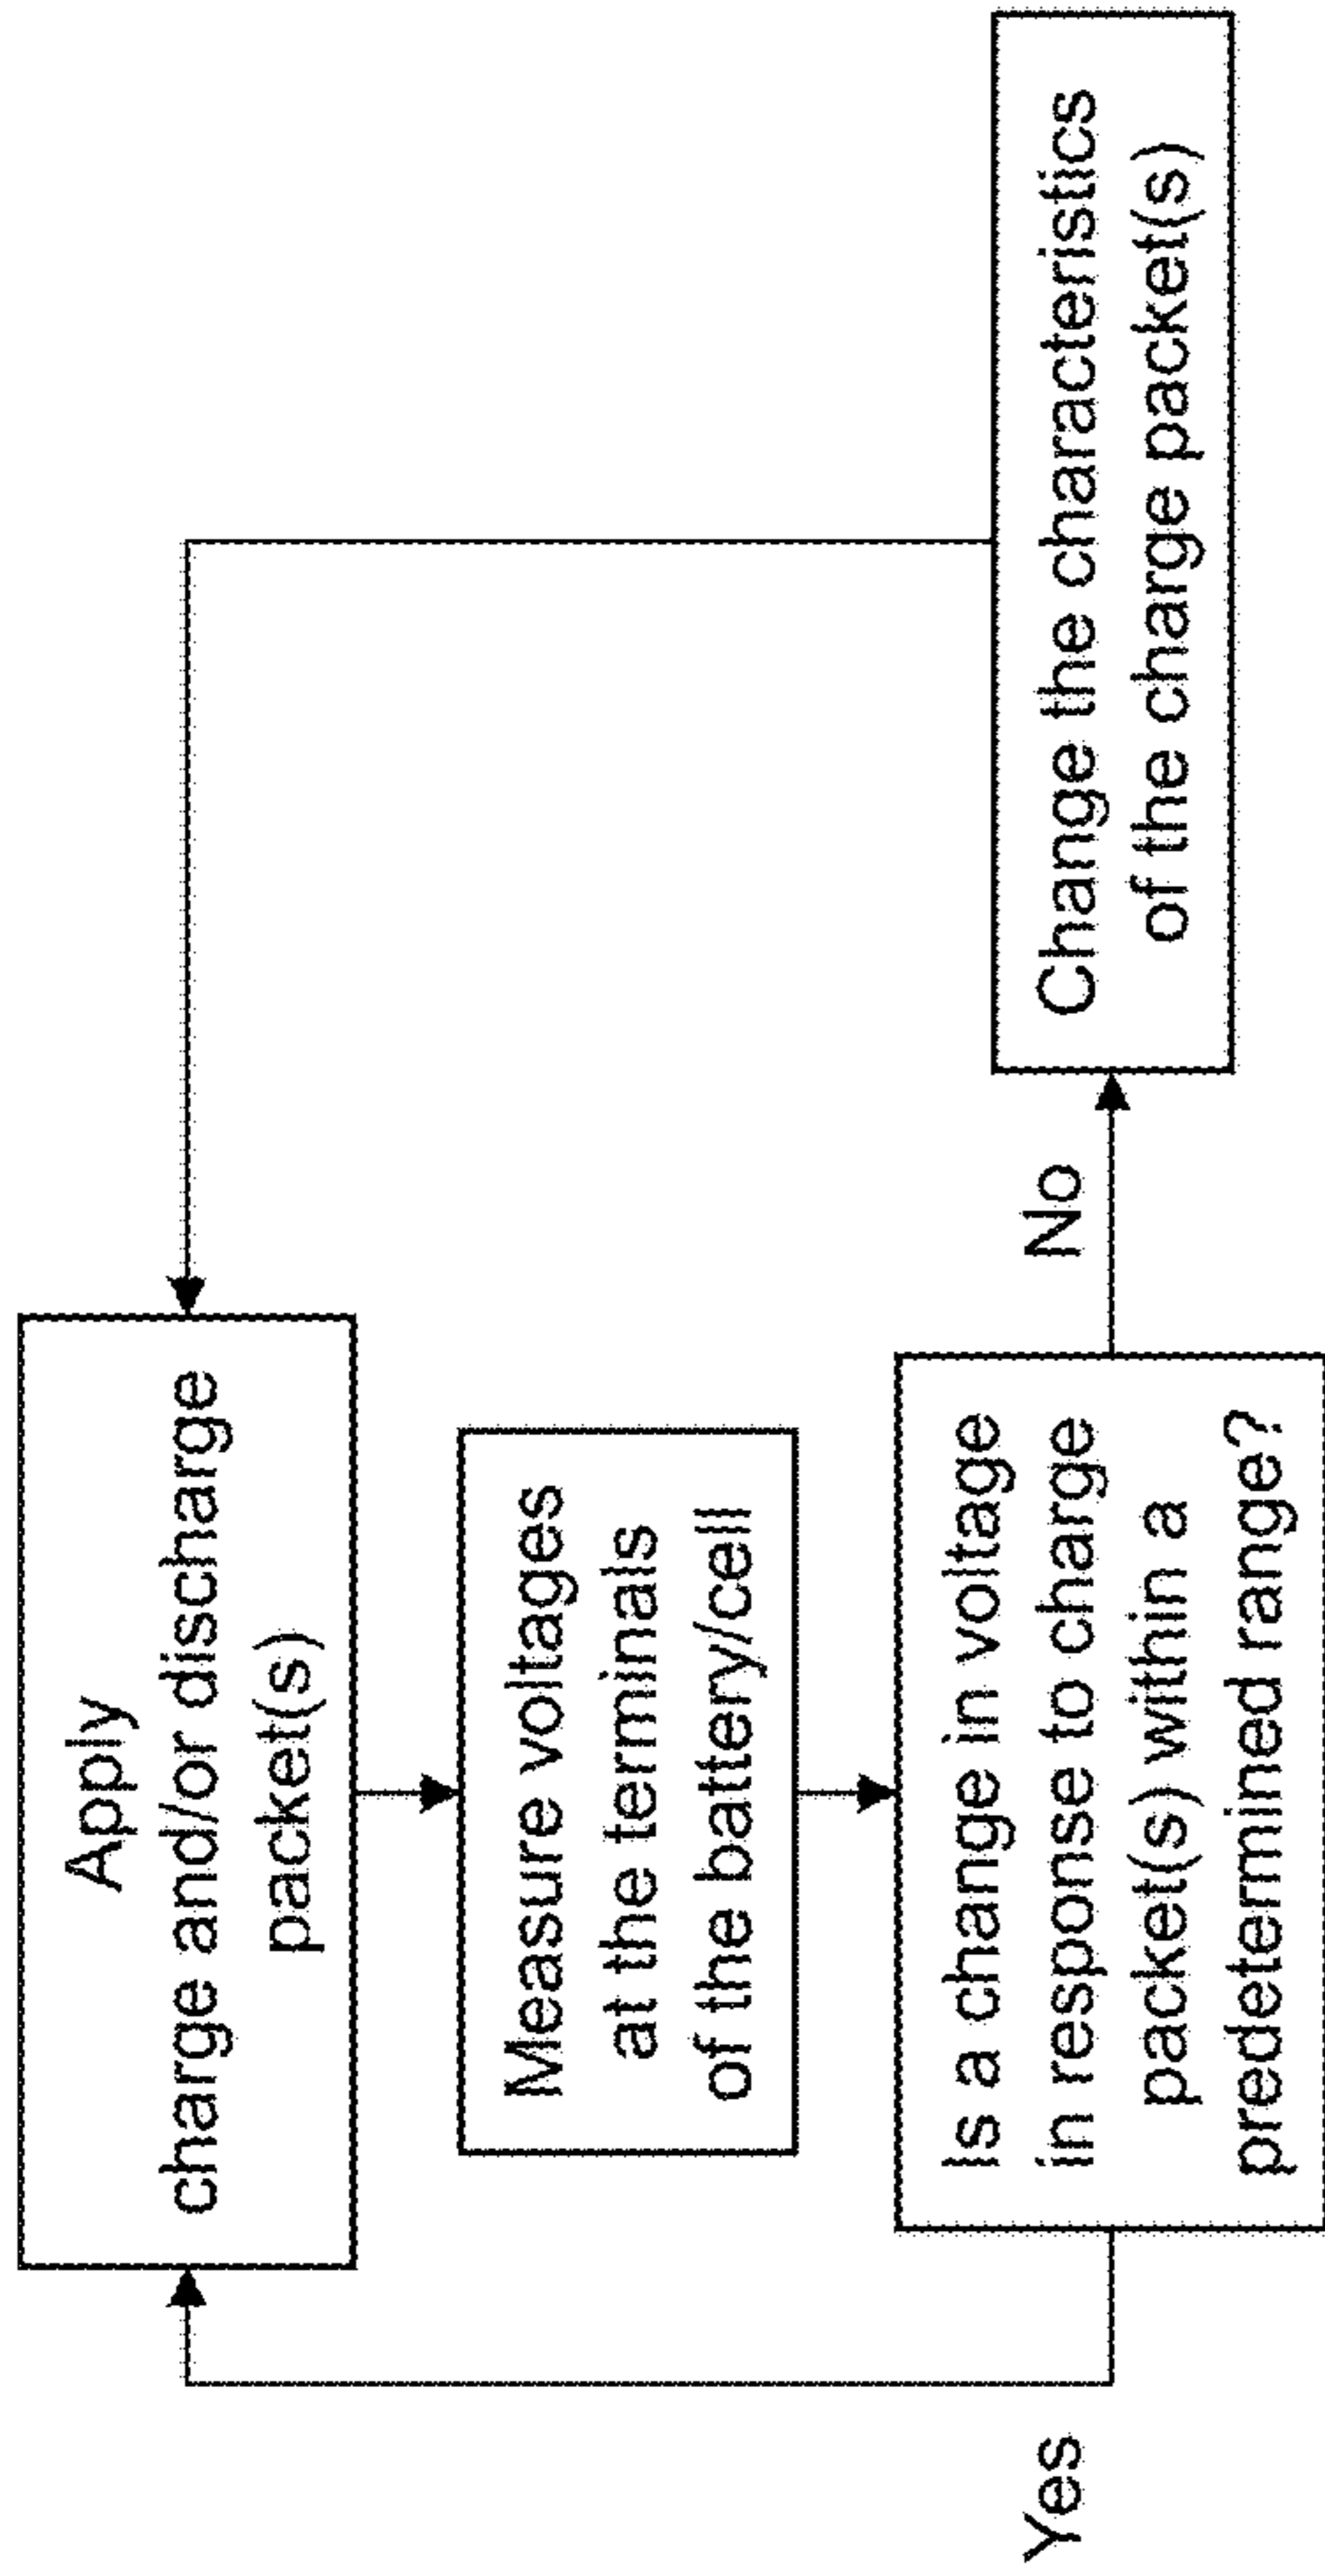 Apply
charge and/or discharge
packet(s)
Measure voltages
at the terminals
of the battery/cell
Is a change in voltage
in response to charge
packet(s) within a
predetermined range?
Yes
No
Change the characteristics
of the charge packet(s)